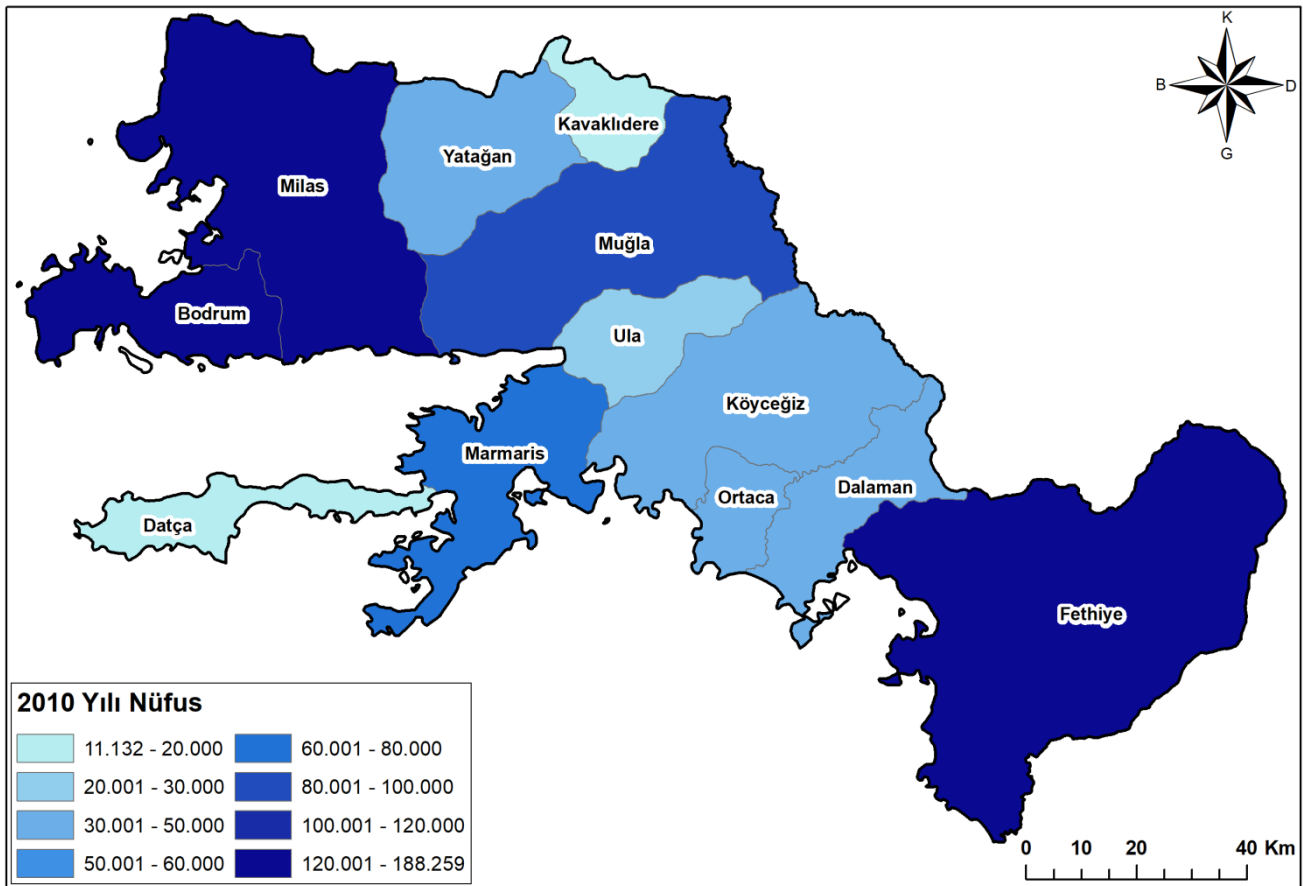 K
B
D
G
Kavaklıdere
Yatağan
Milas
Muğla
Bodrum
Ula
Köyceğiz
Marmaris
Dalaman
Ortaca
Datça
Fethiye
2010 Yılı Nüfus
11.132 - 20.000
20.001 - 30.000
30.001 - 50.000
50.001 - 60.000
60.001 - 80.000
80.001 - 100.000
100.001 - 120.000
120.001 - 188.259
0 10 20 40 Km